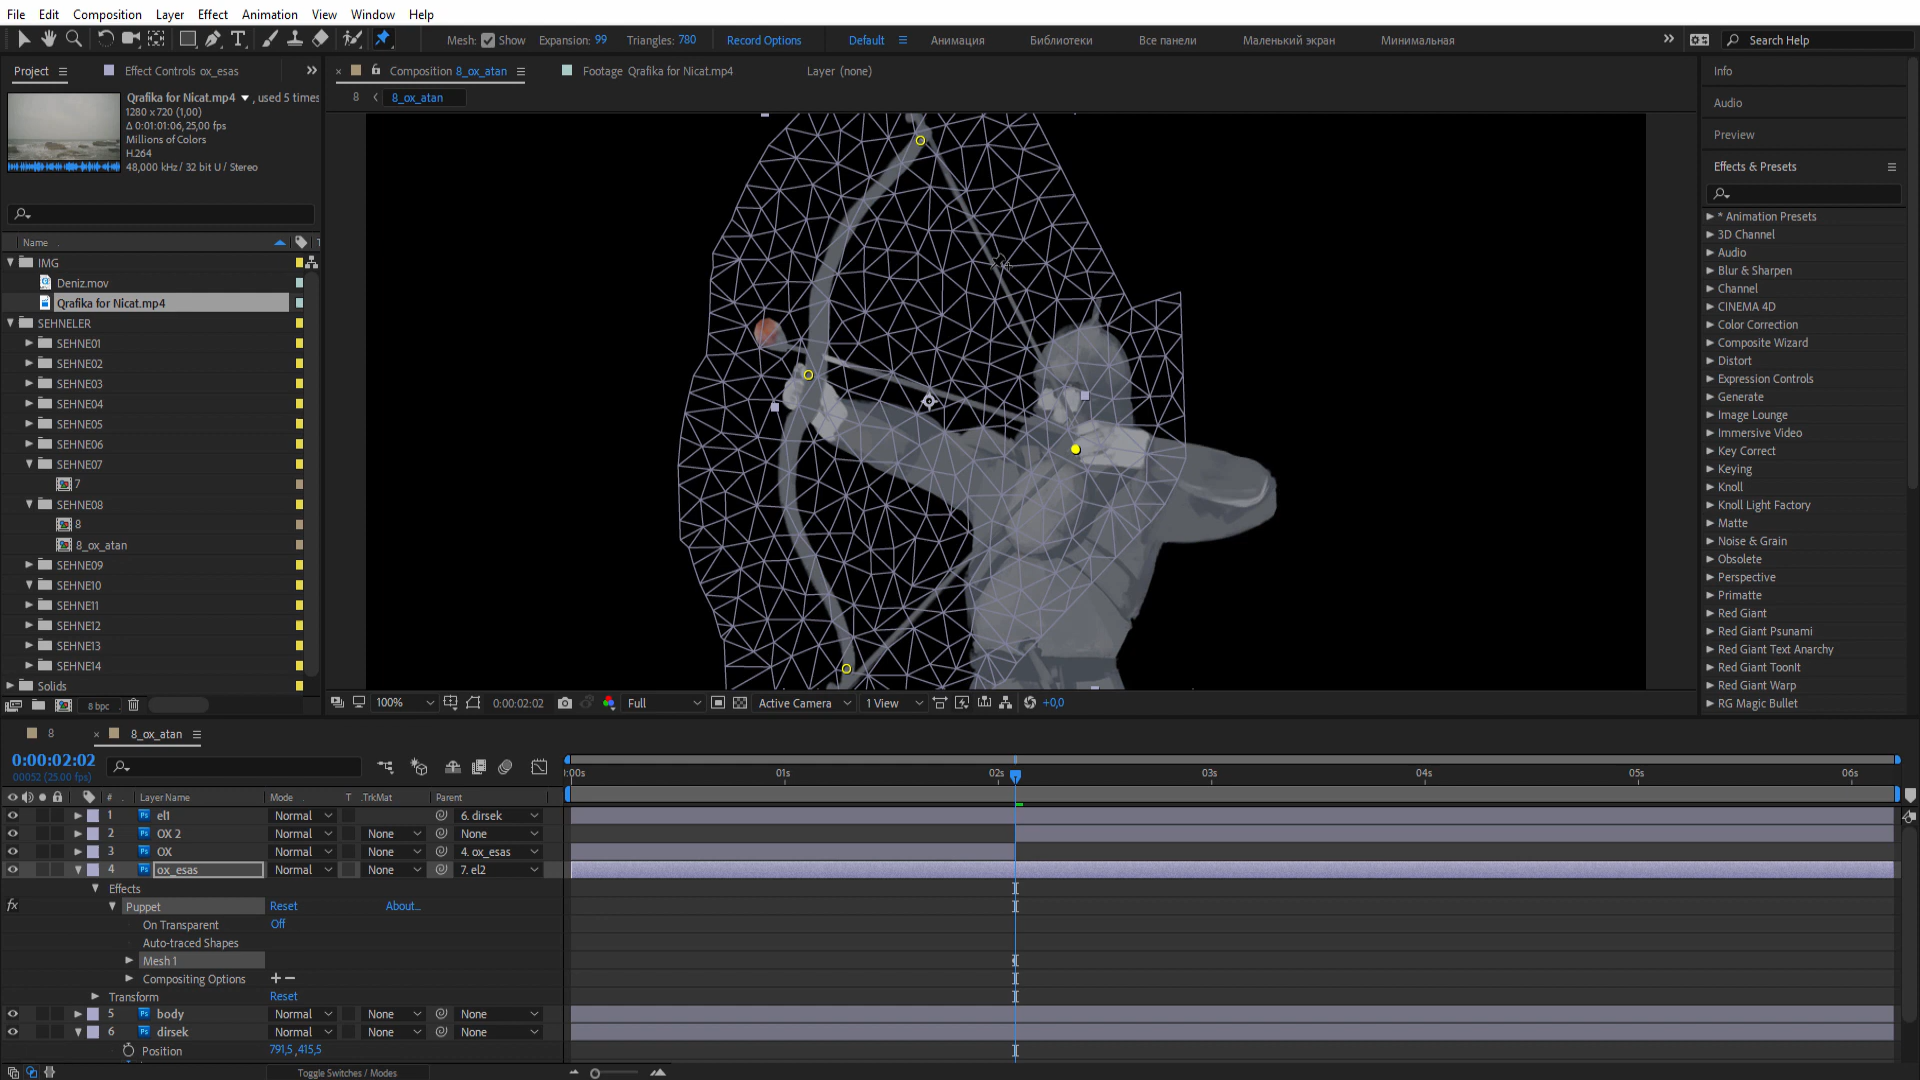 File Edit Composition Layer Effect Animation View Window Help
Mesh: Show Expansion: 99 Triangles: 780 Record Options Default Анимация Библиотеки Все панели Маленький экран Минимальная Search Help
Project Effect Controls ox_esas
Composition 8_ox_atan Footage Qrafika for Nicat.mp4 Layer (none)
8 8_ox_atan
Qrafika for Nicat.mp4 , used 5 times
1280 x 720 (1,00)
Δ 0:01:01:06, 25,00 fps
Millions of Colors
H.264
48,000 kHz / 32 bit U / Stereo
Name
IMG
Deniz.mov
Qrafika for Nicat.mp4
SEHNELER
SEHNE01
SEHNE02
SEHNE03
SEHNE04
SEHNE05
SEHNE06
SEHNE07
7
SEHNE08
8
8_ox_atan
SEHNE09
SEHNE10
SEHNE11
SEHNE12
SEHNE13
SEHNE14
Solids
8 bpc
100% 0:00:02:02 Full Active Camera 1 View +0,0
Info
Audio
Preview
Effects & Presets
* Animation Presets
3D Channel
Audio
Blur & Sharpen
Channel
CINEMA 4D
Color Correction
Composite Wizard
Distort
Expression Controls
Generate
Image Lounge
Immersive Video
Key Correct
Keying
Knoll
Knoll Light Factory
Matte
Noise & Grain
Obsolete
Perspective
Primatte
Red Giant
Red Giant Psunami
Red Giant Text Anarchy
Red Giant ToonIt
Red Giant Warp
RG Magic Bullet
8 8_ox_atan
0:00:02:02
00052 (25.00 fps)
:00s 01s 02s 03s 04s 05s 06s
# Layer Name Mode T .TrkMat Parent
1 el1 Normal 6. dirsek
2 OX 2 Normal None None
3 OX Normal None 4. ox_esas
4 ox_esas Normal None 7. el2
Effects
fx Puppet Reset About...
On Transparent Off
Auto-traced Shapes
Mesh 1
Compositing Options + −
Transform Reset
5 body Normal None None
6 dirsek Normal None None
Position 791,5 ,415,5
Toggle Switches / Modes